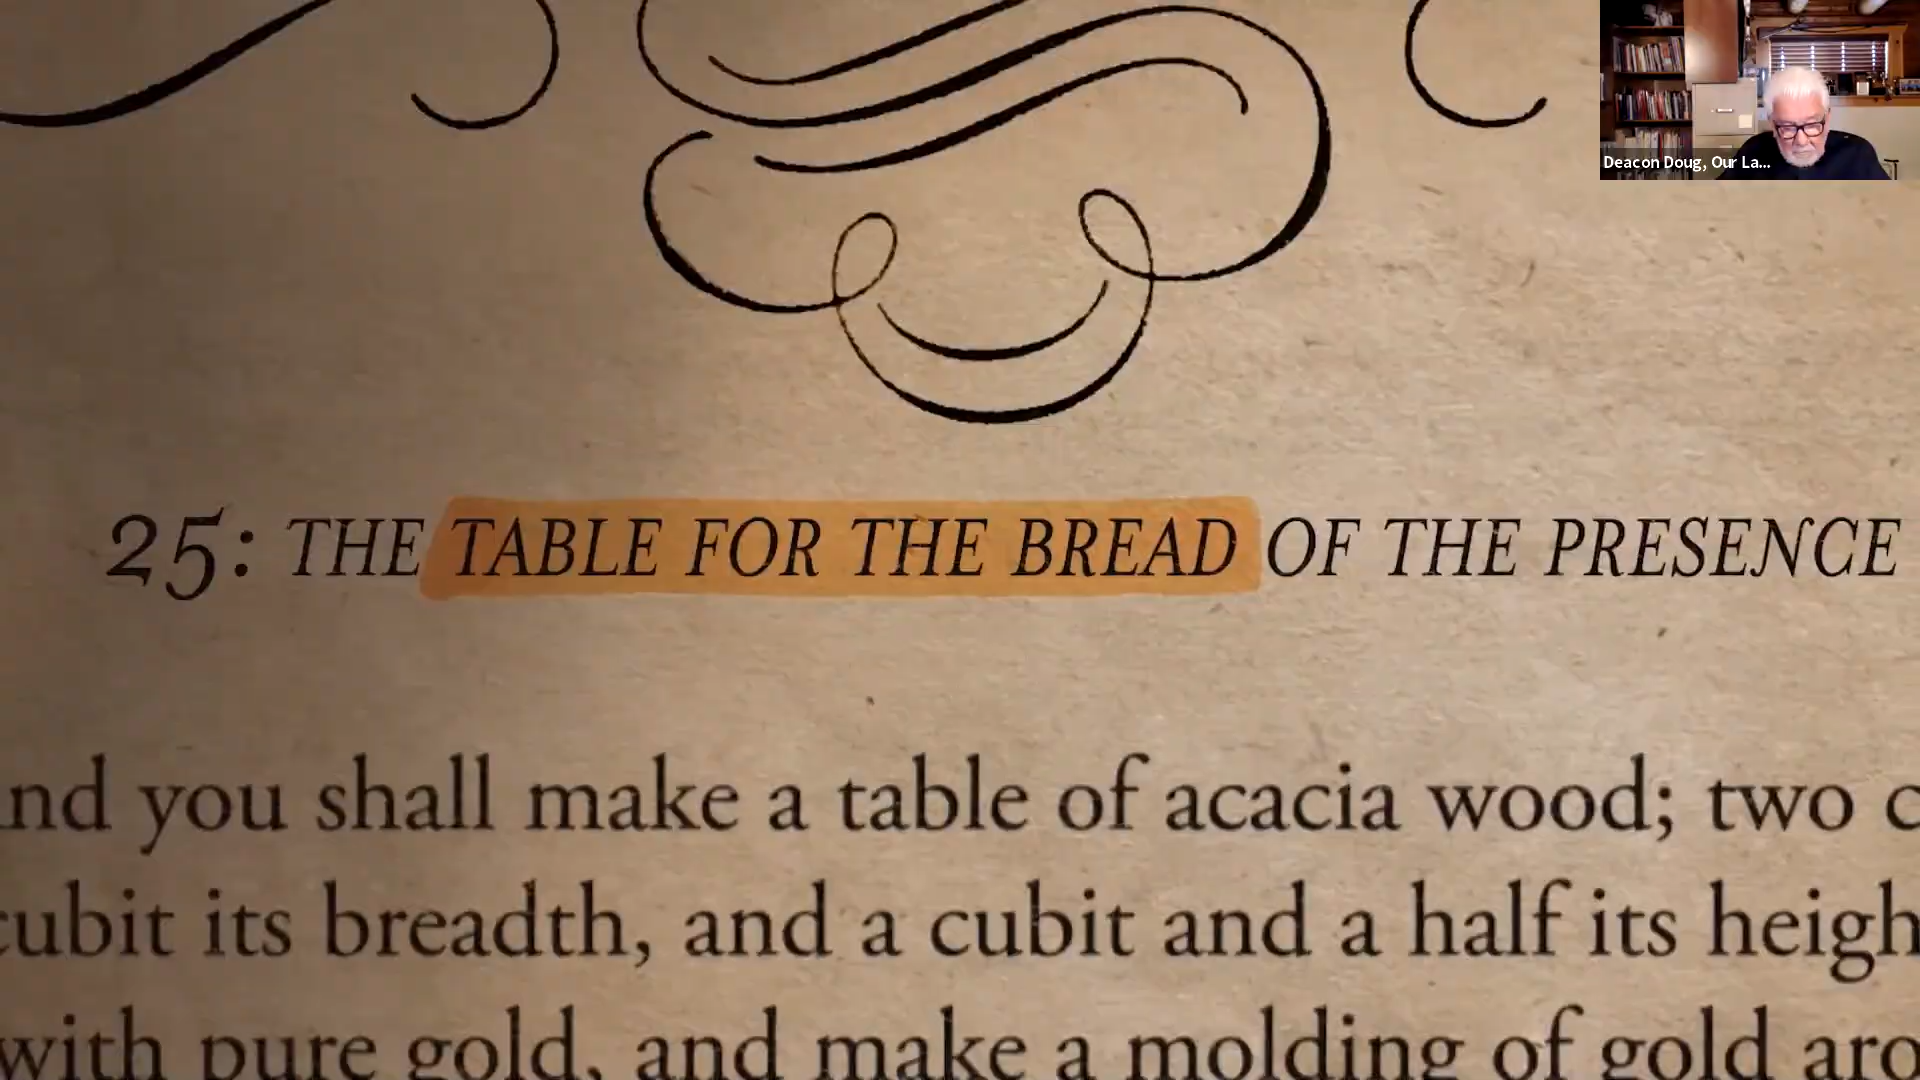 Deacon Doug, Our La...
25: THE TABLE FOR THE BREAD OF THE PRESENCE
nd you shall make a table of acacia wood; two c
cubit its breadth, and a cubit and a half its heigh
with pure gold, and make a molding of gold aro